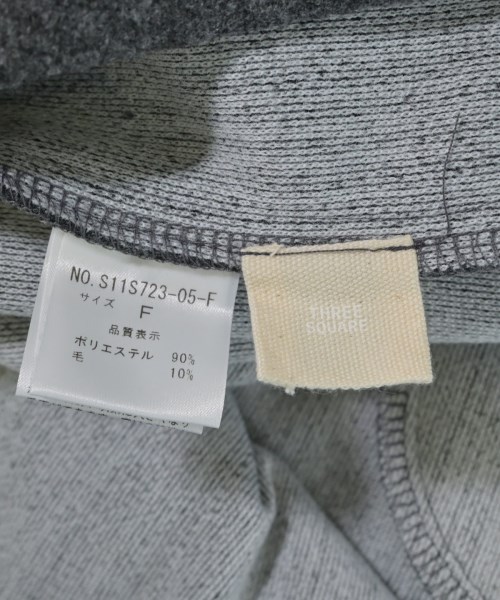 NO. S11S723-05-F
サイズ
F
品質表示
ポリエステル 90%
毛 10%
THREE
SQUARE